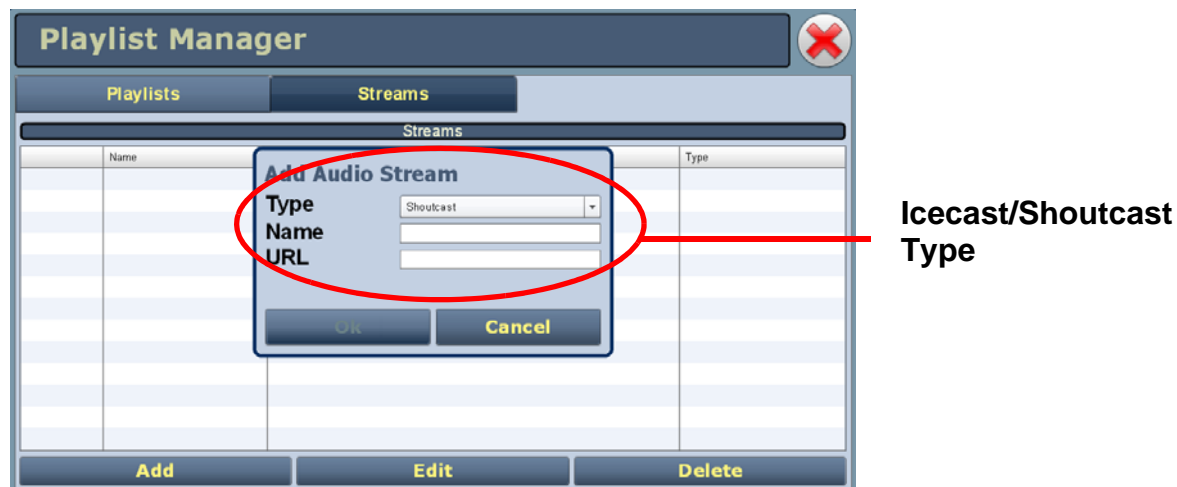 Playlist Manager
Playlists
Streams
Streams
Name
Type
Add Audio Stream
Type
Shoutcast
Name
URL
Ok
Cancel
Add
Edit
Delete
Icecast/Shoutcast
Type